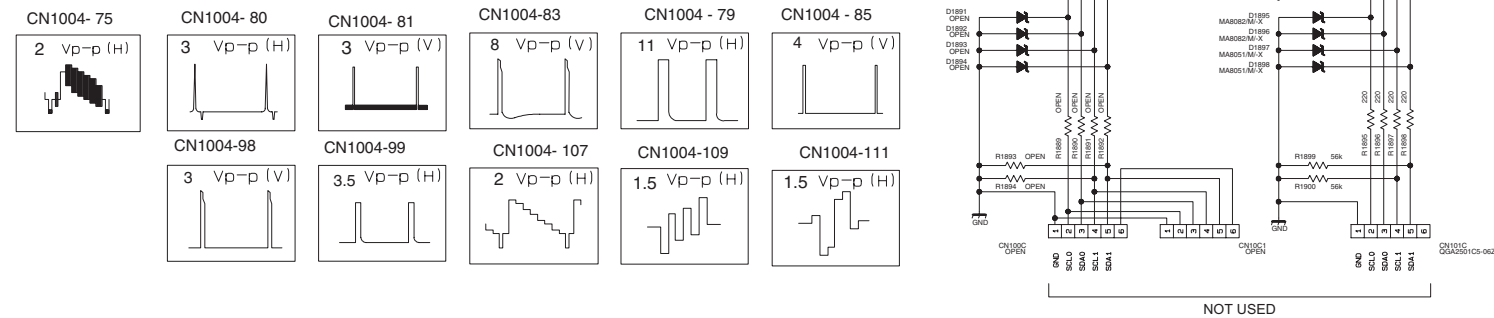 CN1004- 75
2 Vp-p (H)
CN1004- 80
3 Vp-p (H)
CN1004- 81
3 Vp-p (V)
CN1004-83
8 Vp-p (V)
CN1004 - 79
11 Vp-p (H)
CN1004 - 85
4 Vp-p (V)
CN1004-98
3 Vp-p (V)
CN1004-99
3.5 Vp-p (H)
CN1004- 107
2 Vp-p (H)
CN1004-109
1.5 Vp-p (H)
CN1004-111
1.5 Vp-p (H)
D1891
OPEN
D1892
OPEN
D1893
OPEN
D1894
OPEN
OPEN
OPEN
OPEN
OPEN
R1889
R1890
R1891
R1892
R1893 OPEN
R1894 OPEN
GND
1 2 3 4 5 6
CN100C
OPEN
GND
SCL0
SDA0
SCL1
SDA1
1 2 3 4 5 6
CN10C1
OPEN
D1895
MA8082/M/-X
D1896
MA8082/M/-X
D1897
MA8051/M/-X
D1898
MA8051/M/-X
220
220
220
220
R1895
R1896
R1897
R1898
R1899 56k
R1900 56k
GND
1 2 3 4 5 6
CN101C
QGA2501C5-06Z
GND
SCL0
SDA0
SCL1
SDA1
NOT USED